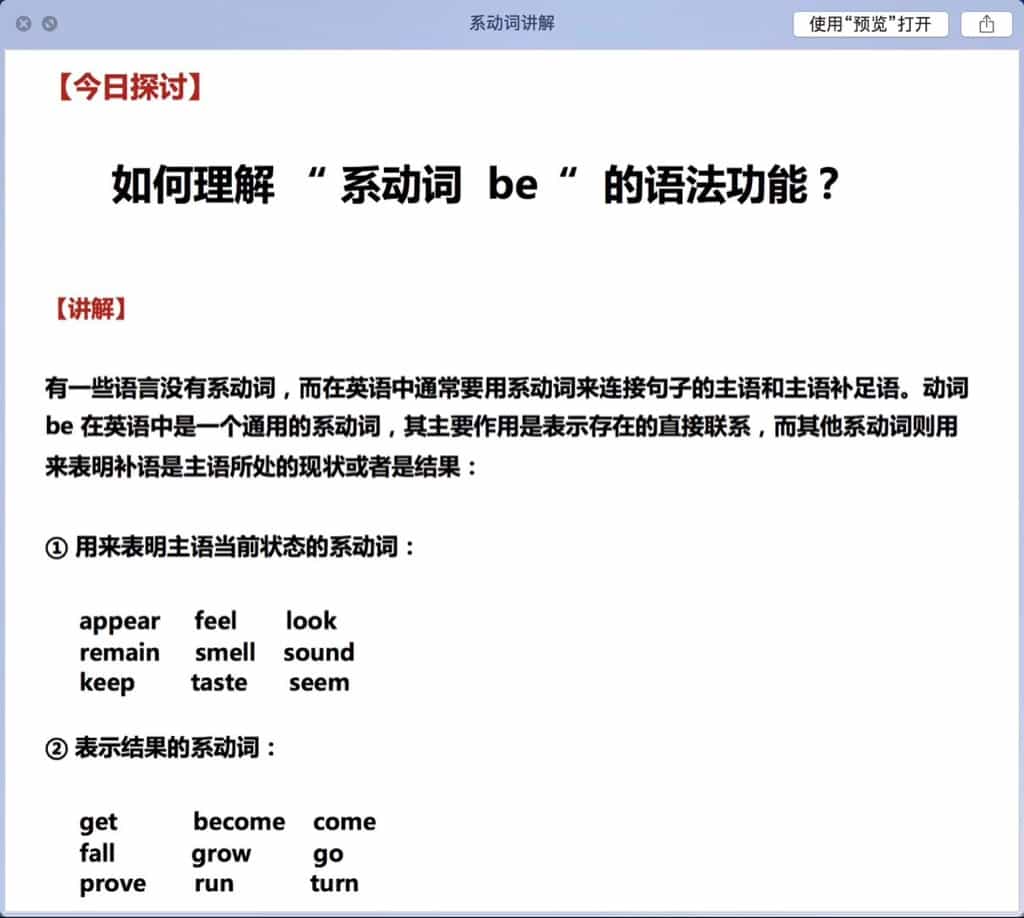 系动词讲解
使用“预览”打开
【今日探讨】
如何理解 “ 系动词 be “ 的语法功能？
【讲解】
有一些语言没有系动词，而在英语中通常要用系动词来连接句子的主语和主语补足语。动词
be 在英语中是一个通用的系动词，其主要作用是表示存在的直接联系，而其他系动词则用
来表明补语是主语所处的现状或者是结果：
① 用来表明主语当前状态的系动词：
appear feel look
remain smell sound
keep taste seem
② 表示结果的系动词：
get become come
fall grow go
prove run turn